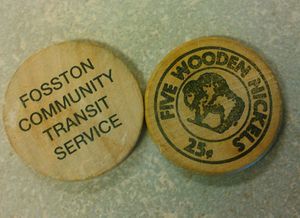 FOSSTON
COMMUNITY
TRANSIT
SERVICE
FIVE WOODEN NICKELS
25¢